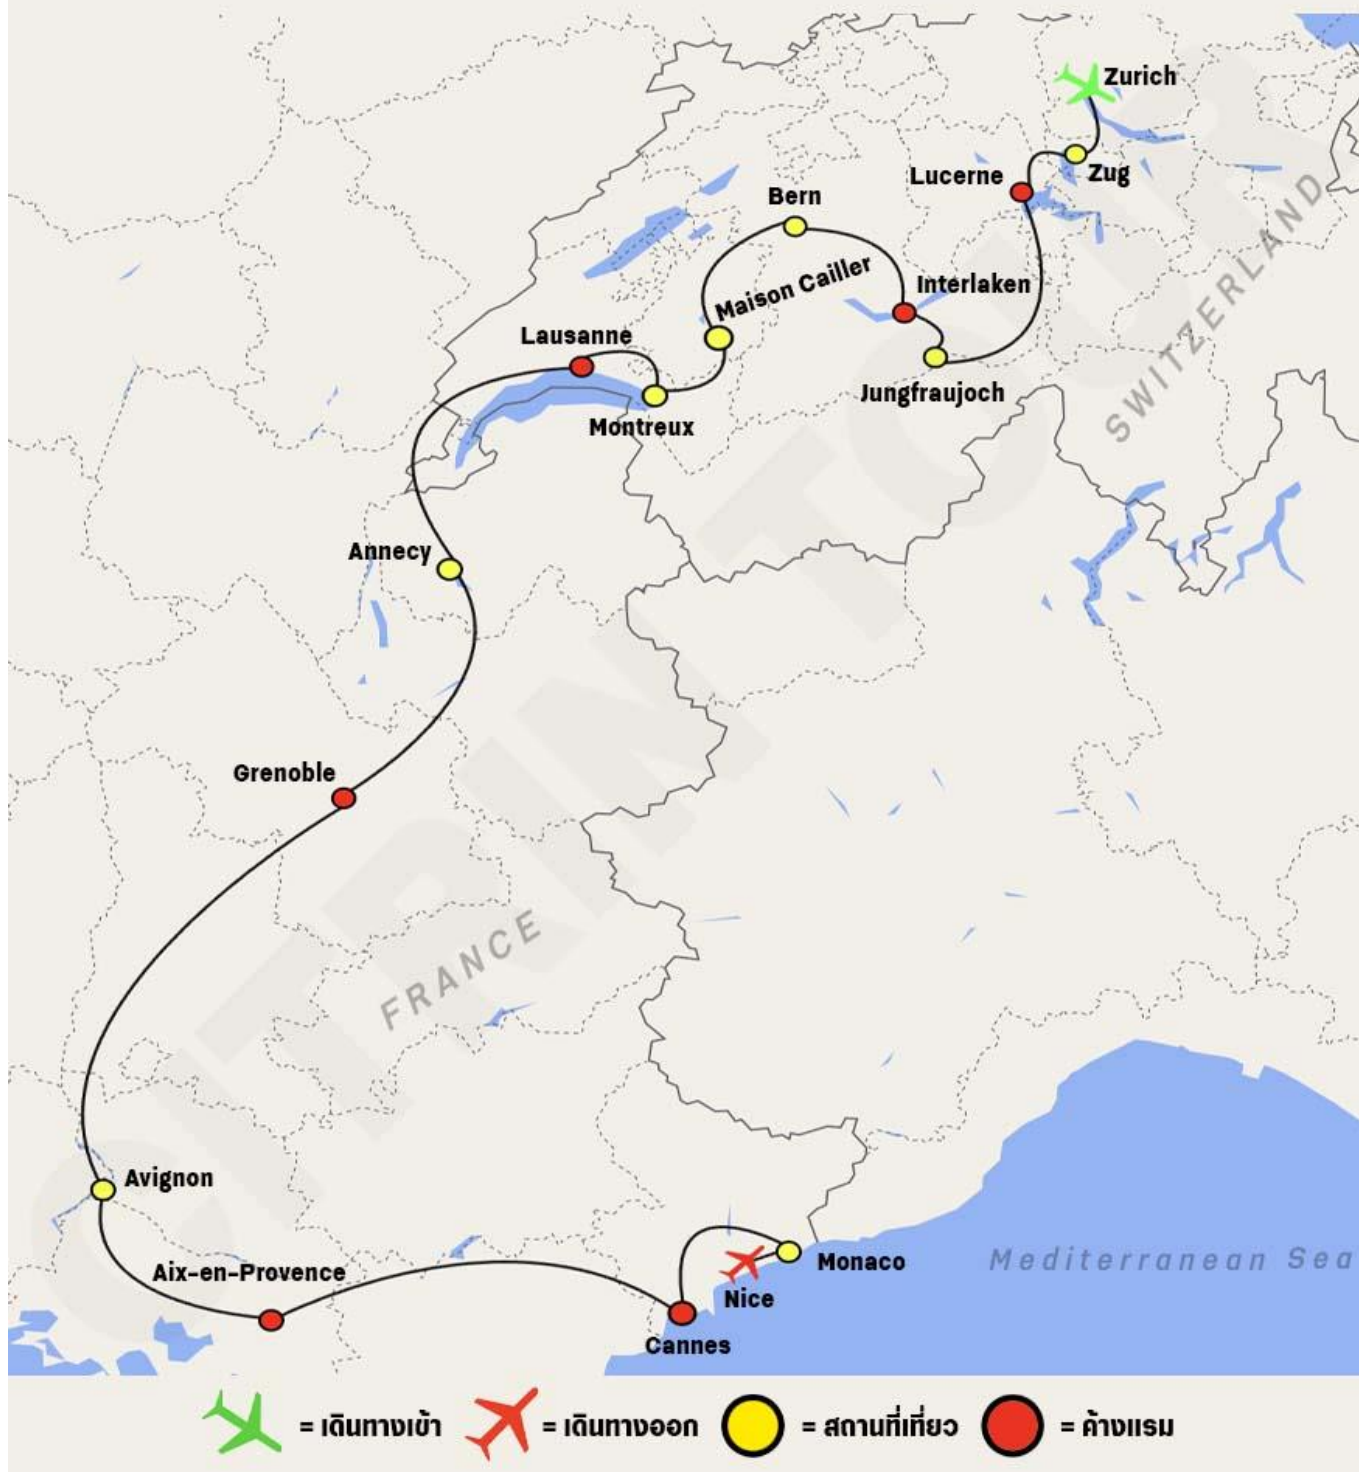 Zurich
Zug
Lucerne
Bern
Interlaken
Maison Cailler
Jungfraujoch
Lausanne
Montreux
SWITZERLAND
Annecy
Grenoble
FRANCE
Avignon
Aix-en-Provence
Monaco
Mediterranean Sea
Nice
Cannes
= เดินทางเข้า = เดินทางออก = สถานที่เที่ยว = ค้างแรม